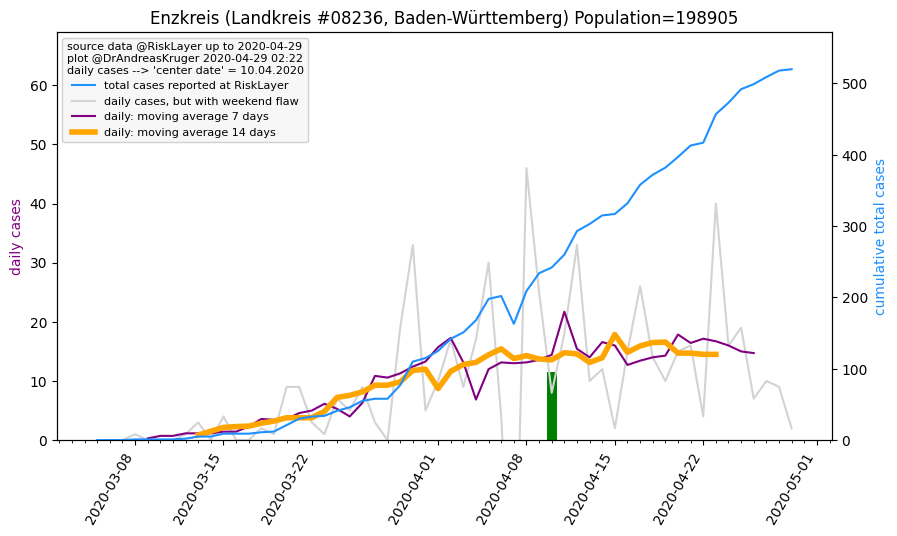 Enzkreis (Landkreis #08236, Baden-Württemberg) Population=198905
source data @RiskLayer up to 2020-04-29
plot @DrAndreasKruger 2020-04-29 02:22
daily cases --> 'center date' = 10.04.2020
total cases reported at RiskLayer
daily cases, but with weekend flaw
daily: moving average 7 days
daily: moving average 14 days
daily cases
60
50
40
30
20
10
0
500
400
300
200
100
0
cumulative total cases
2020-03-08
2020-03-15
2020-03-22
2020-04-01
2020-04-08
2020-04-15
2020-04-22
2020-05-01